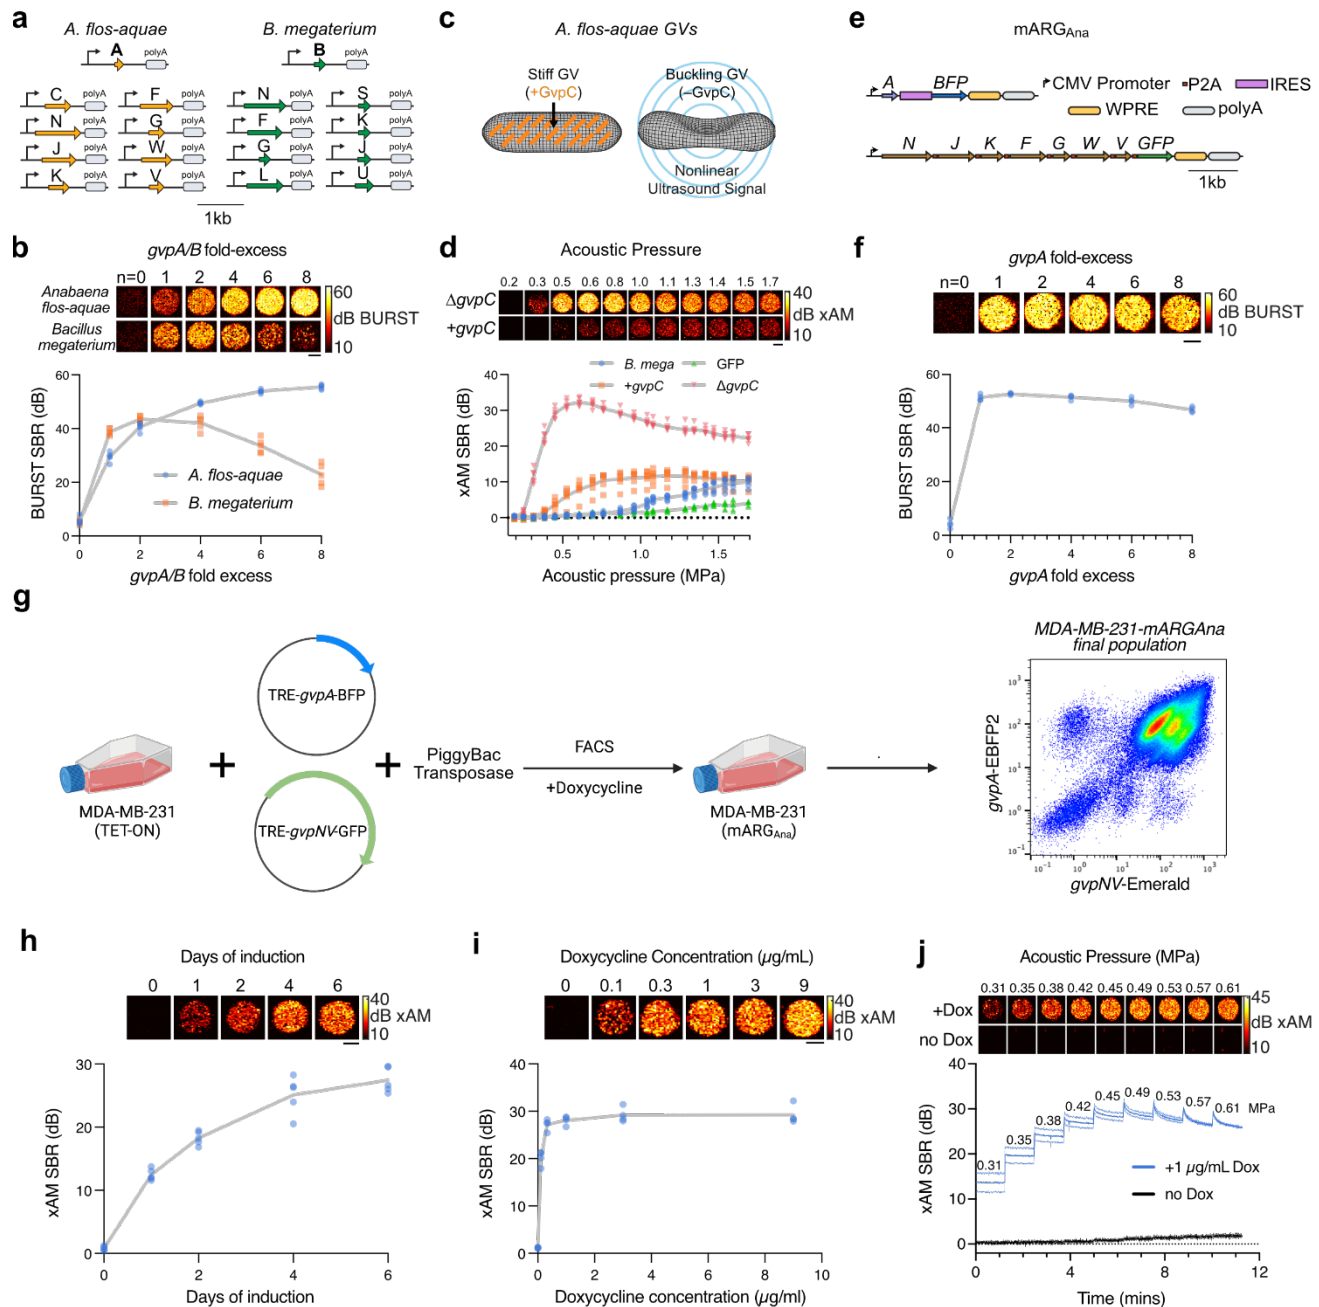 a
A. flos-aquae
B. megaterium
A
polyA
B
polyA
C
polyA
F
polyA
N
polyA
S
polyA
N
polyA
G
polyA
F
polyA
K
polyA
J
polyA
W
polyA
G
polyA
J
polyA
K
polyA
V
polyA
L
polyA
U
polyA
1kb
c
A. flos-aquae GVs
Stiff GV
(+GvpC)
Buckling GV
(–GvpC)
Nonlinear
Ultrasound Signal
e
mARGAna
A
BFP
CMV Promoter
P2A
IRES
WPRE
polyA
N J K F G W V GFP
1kb
b
gvpA/B fold-excess
n=0 1 2 4 6 8
Anabaena
flos-aquae
Bacillus
megaterium
60
dB BURST
10
BURST SBR (dB)
60
40
20
0
A. flos-aquae
B. megaterium
0 2 4 6 8
gvpA/B fold excess
d
Acoustic Pressure
0.2 0.3 0.5 0.6 0.8 1.0 1.1 1.3 1.4 1.5 1.7
ΔgvpC
+gvpC
40
dB xAM
10
B. mega
GFP
+gvpC
ΔgvpC
xAM SBR (dB)
40
30
20
10
0
0.5 1.0 1.5
Acoustic pressure (MPa)
f
gvpA fold-excess
n=0 1 2 4 6 8
60
dB BURST
10
BURST SBR (dB)
60
40
20
0
0 2 4 6 8
gvpA fold excess
g
MDA-MB-231
(TET-ON)
+
TRE-gvpA-BFP
TRE-gvpNV-GFP
+
PiggyBac
Transposase
FACS
+Doxycycline
MDA-MB-231
(mARGAna)
MDA-MB-231-mARGAna
final population
gvpA-EBFP2
10³
10²
10¹
10⁰
10⁻¹
10⁻¹ 10⁰ 10¹ 10² 10³
gvpNV-Emerald
h
Days of induction
0 1 2 4 6
40
dB xAM
10
xAM SBR (dB)
30
20
10
0
0 2 4 6
Days of induction
i
Doxycycline Concentration (µg/mL)
0 0.1 0.3 1 3 9
40
dB xAM
10
xAM SBR (dB)
40
30
20
10
0
0 2 4 6 8 10
Doxycycline concentration (µg/ml)
j
Acoustic Pressure (MPa)
0.31 0.35 0.38 0.42 0.45 0.49 0.53 0.57 0.61
+Dox
no Dox
45
dB xAM
10
xAM SBR (dB)
40
30
20
10
0
0.31
0.35
0.38
0.42
0.45
0.49
0.53
0.57
0.61
MPa
+1 µg/mL Dox
no Dox
0 2 4 6 8 10 12
Time (mins)